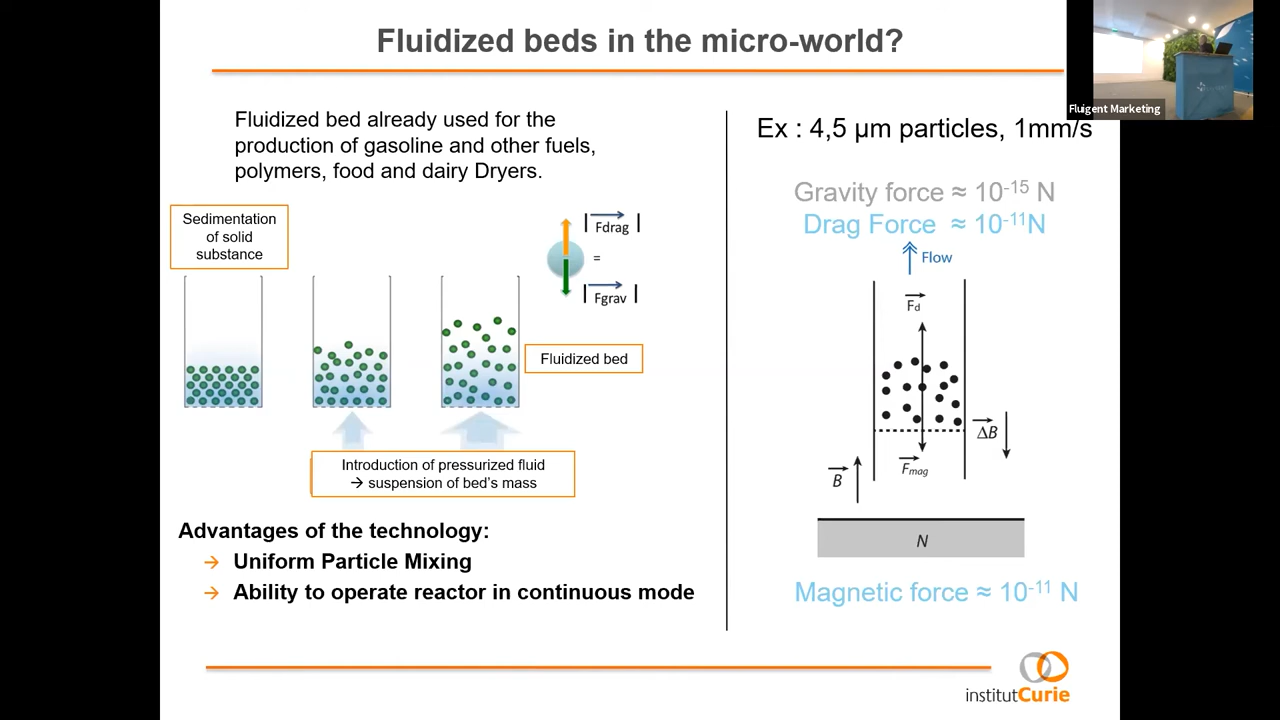 Fluidized beds in the micro-world?
Fluigent Marketing
Fluidized bed already used for the
production of gasoline and other fuels,
polymers, food and dairy Dryers.
Sedimentation
of solid
substance
|Fdrag|
=
|Fgrav|
Fluidized bed
Introduction of pressurized fluid
→ suspension of bed's mass
Advantages of the technology:
→ Uniform Particle Mixing
→ Ability to operate reactor in continuous mode
Ex : 4,5 µm particles, 1mm/s
Gravity force ≈ 10⁻¹⁵ N
Drag Force ≈ 10⁻¹¹N
Flow
Fd
ΔB
Fmag
B
N
Magnetic force ≈ 10⁻¹¹ N
institutCurie